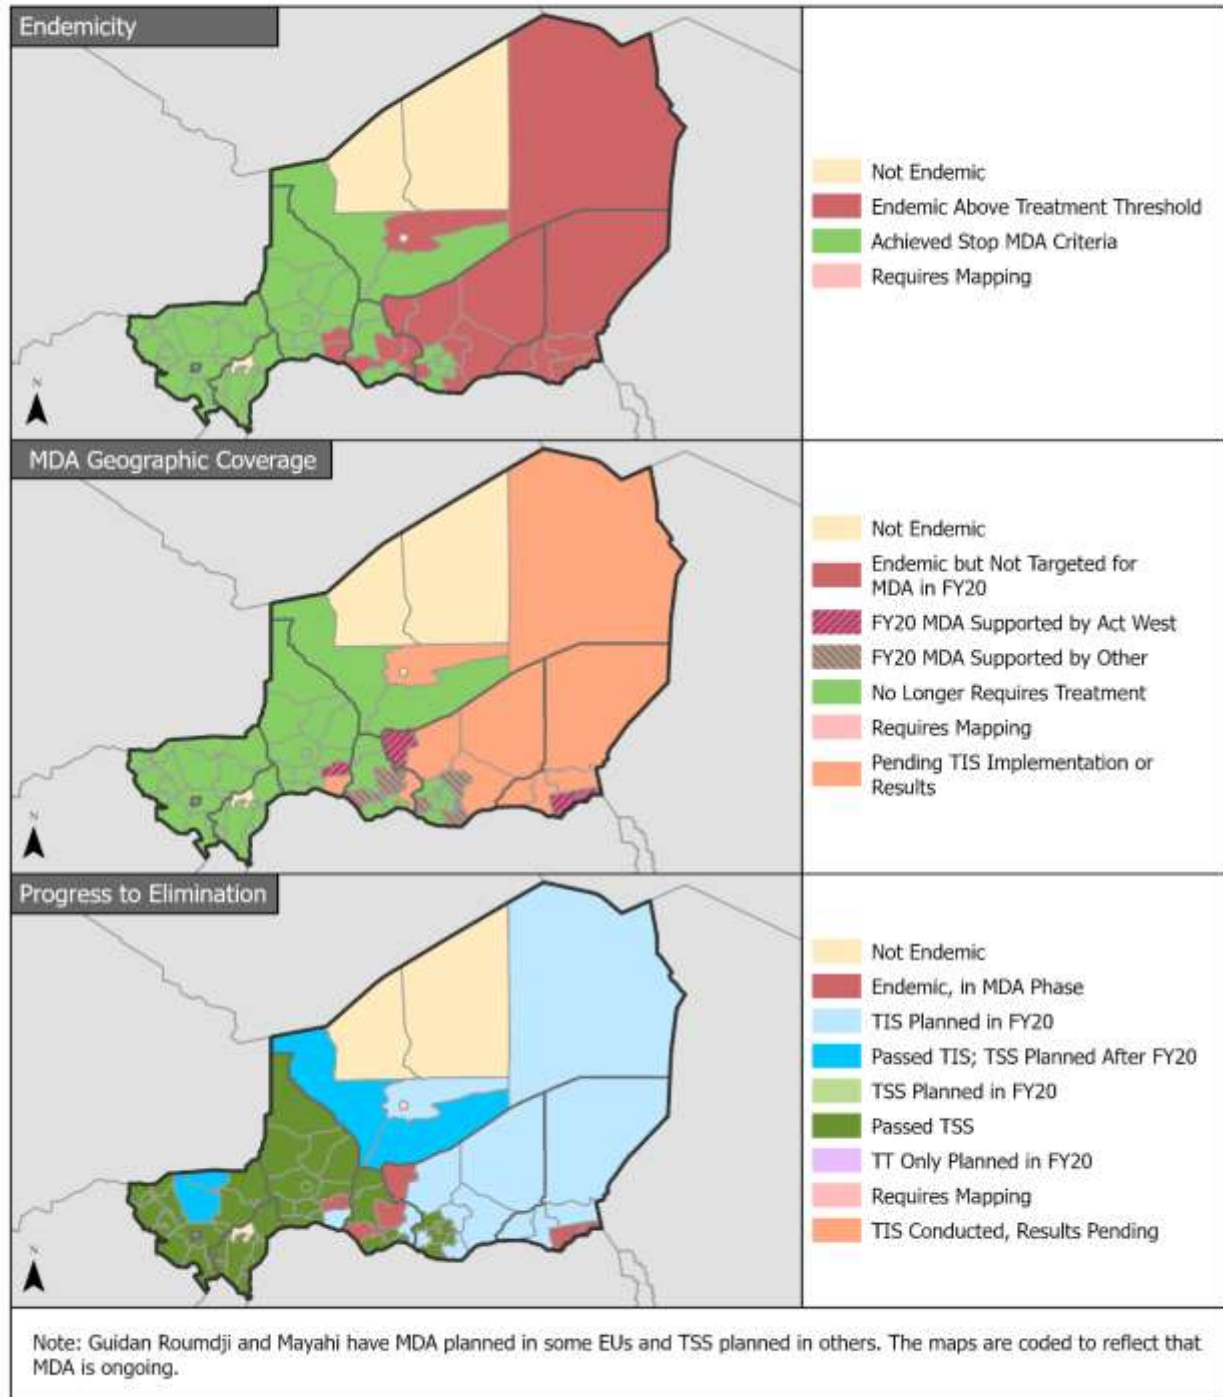 Endemicity
Not Endemic
Endemic Above Treatment Threshold
Achieved Stop MDA Criteria
Requires Mapping
N
MDA Geographic Coverage
Not Endemic
Endemic but Not Targeted for
MDA in FY20
FY20 MDA Supported by Act West
FY20 MDA Supported by Other
No Longer Requires Treatment
Requires Mapping
Pending TIS Implementation or
Results
N
Progress to Elimination
Not Endemic
Endemic, in MDA Phase
TIS Planned in FY20
Passed TIS; TSS Planned After FY20
TSS Planned in FY20
Passed TSS
TT Only Planned in FY20
Requires Mapping
TIS Conducted, Results Pending
N
Note: Guidan Roumdji and Mayahi have MDA planned in some EUs and TSS planned in others. The maps are coded to reflect that
MDA is ongoing.